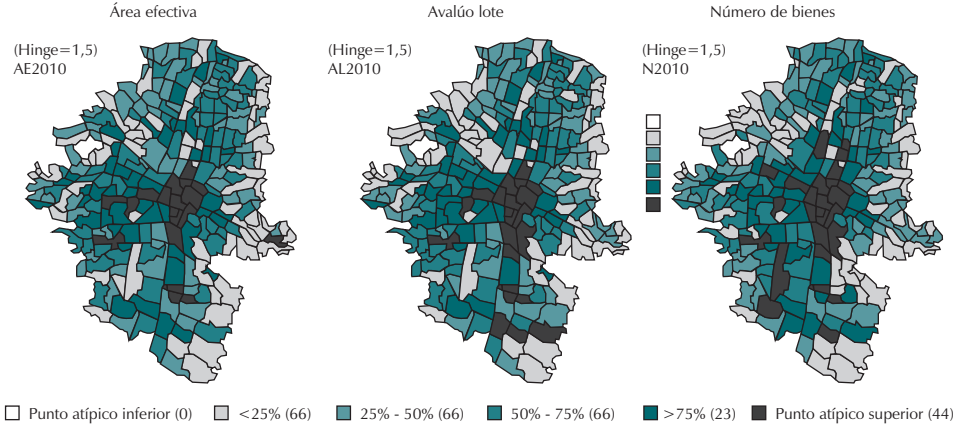 Área efectiva
Avalúo lote
Número de bienes
(Hinge=1,5)
AE2010
(Hinge=1,5)
AL2010
(Hinge=1,5)
N2010
Punto atípico inferior (0)
<25% (66)
25% - 50% (66)
50% - 75% (66)
>75% (23)
Punto atípico superior (44)